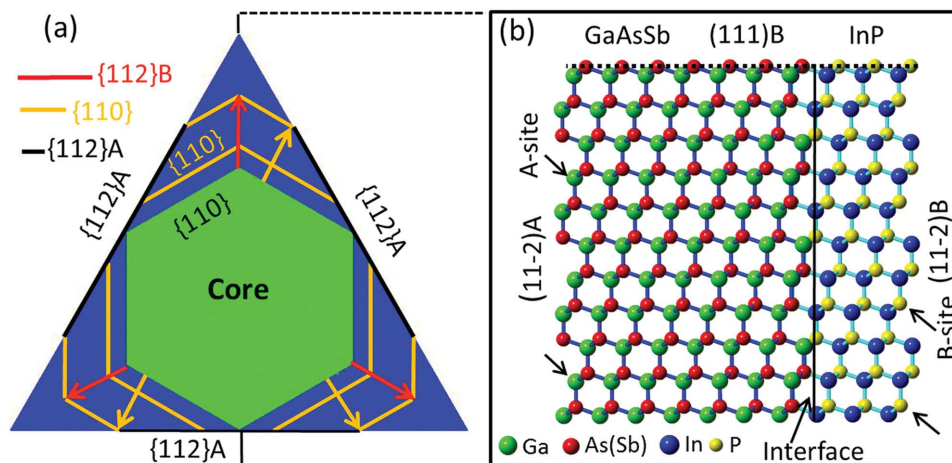 (a)
{112}B
{110}
{112}A
{112}A
{110}
{110}
{112}A
Core
{112}A
(b)
GaAsSb (111)B InP
A-site
(11-2)A
(11-2)B
B-site
Ga As(Sb) In P
Interface